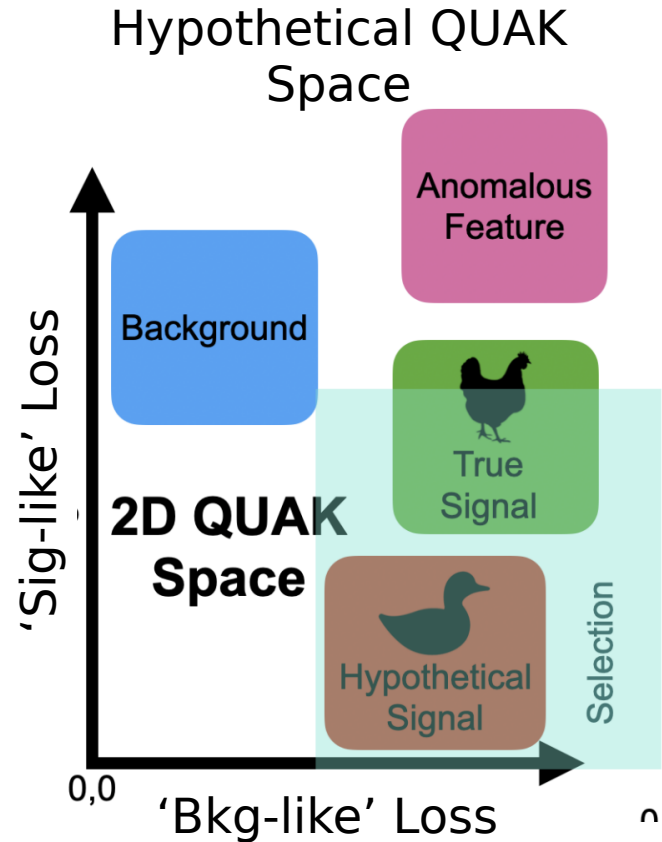 Hypothetical QUAK
Space
Anomalous
Feature
Background
True
Signal
2D QUAK
Space
Hypothetical
Signal
Selection
‘Sig-like’ Loss
0,0
‘Bkg-like’ Loss